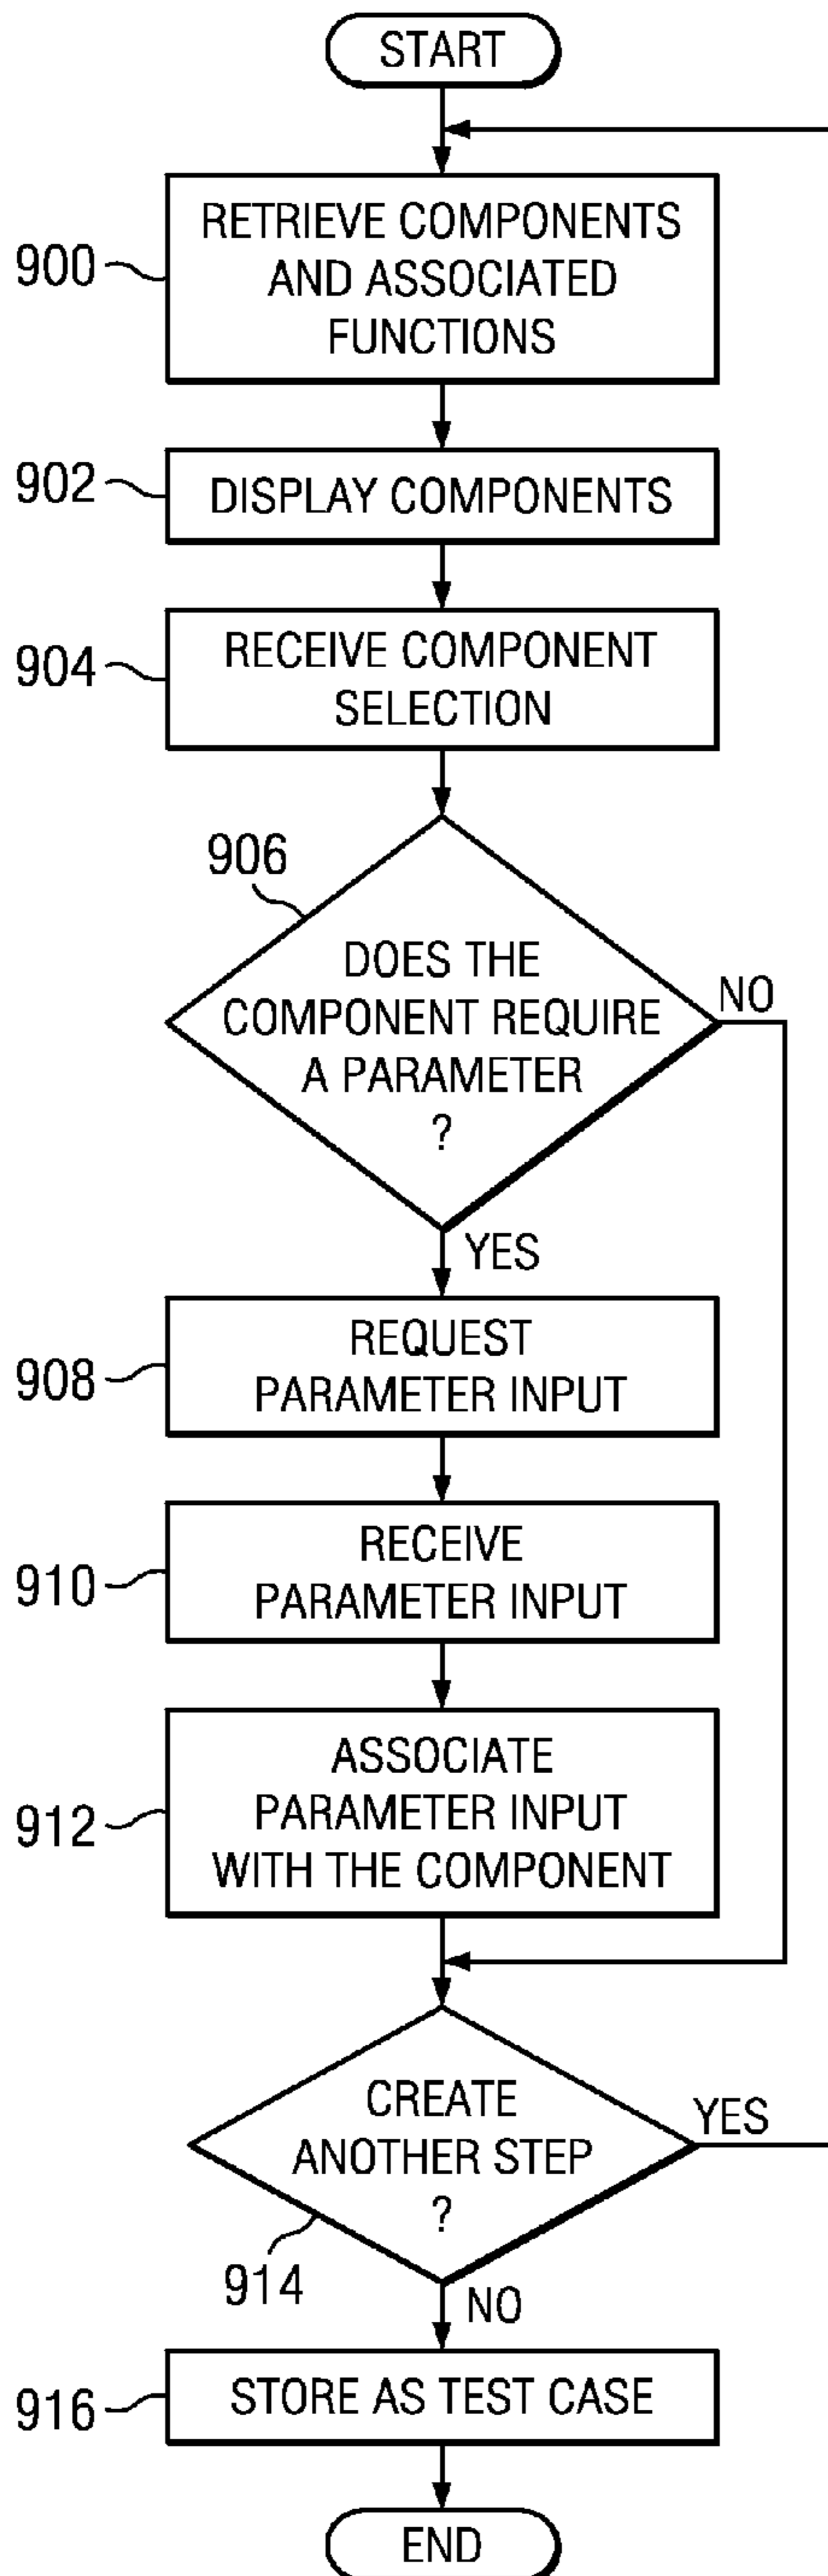 START
RETRIEVE COMPONENTS
AND ASSOCIATED
FUNCTIONS
900
DISPLAY COMPONENTS
902
RECEIVE COMPONENT
SELECTION
904
906
DOES THE
COMPONENT REQUIRE
A PARAMETER
?
NO
YES
REQUEST
PARAMETER INPUT
908
RECEIVE
PARAMETER INPUT
910
ASSOCIATE
PARAMETER INPUT
WITH THE COMPONENT
912
CREATE
ANOTHER STEP
?
YES
914
NO
STORE AS TEST CASE
916
END